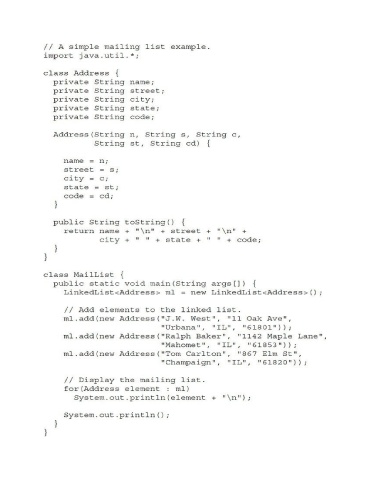 // A simple mailing list example.
import java.util.*;
class Address {
private String name;
private String street;
private String city;
private String state;
private String code;
Address(String n, String s, String c,
String st, String cd) {
name = n;
street = s;
city = c;
state = st;
code = cd;
}
public String toString() {
return name + "\n" + street + "\n" +
city + " " + state + " " + code;
}
}
class MailList {
public static void main(String args[]) {
LinkedList<Address> ml = new LinkedList<Address>();
// Add elements to the linked list.
ml.add(new Address("J.W. West", "11 Oak Ave",
"Urbana", "IL", "61801"));
ml.add(new Address("Ralph Baker", "1142 Maple Lane",
"Mahomet", "IL", "61853"));
ml.add(new Address("Tom Carlton", "867 Elm St",
"Champaign", "IL", "61820"));
// Display the mailing list.
for(Address element : ml)
System.out.println(element + "\n");
System.out.println();
}
}